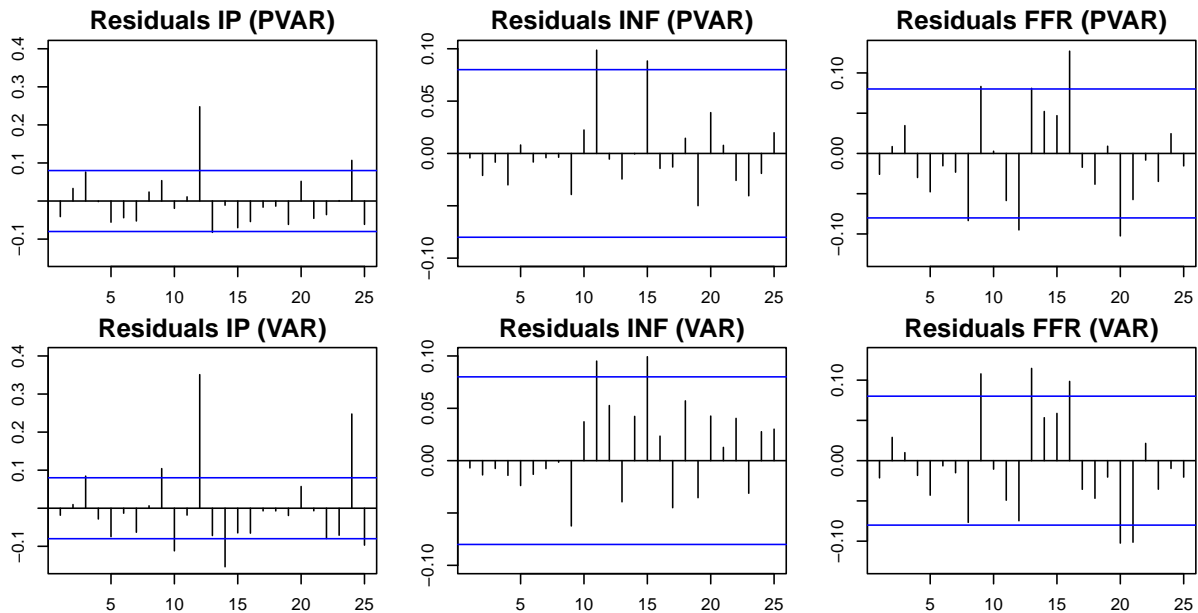 Residuals IP (PVAR)
0.4
0.3
0.2
0.1
−0.1
5 10 15 20 25
Residuals INF (PVAR)
0.10
0.05
0.00
−0.10
5 10 15 20 25
Residuals FFR (PVAR)
0.10
0.00
−0.10
5 10 15 20 25
Residuals IP (VAR)
0.4
0.3
0.2
0.1
−0.1
5 10 15 20 25
Residuals INF (VAR)
0.10
0.05
0.00
−0.10
5 10 15 20 25
Residuals FFR (VAR)
0.10
0.00
−0.10
5 10 15 20 25